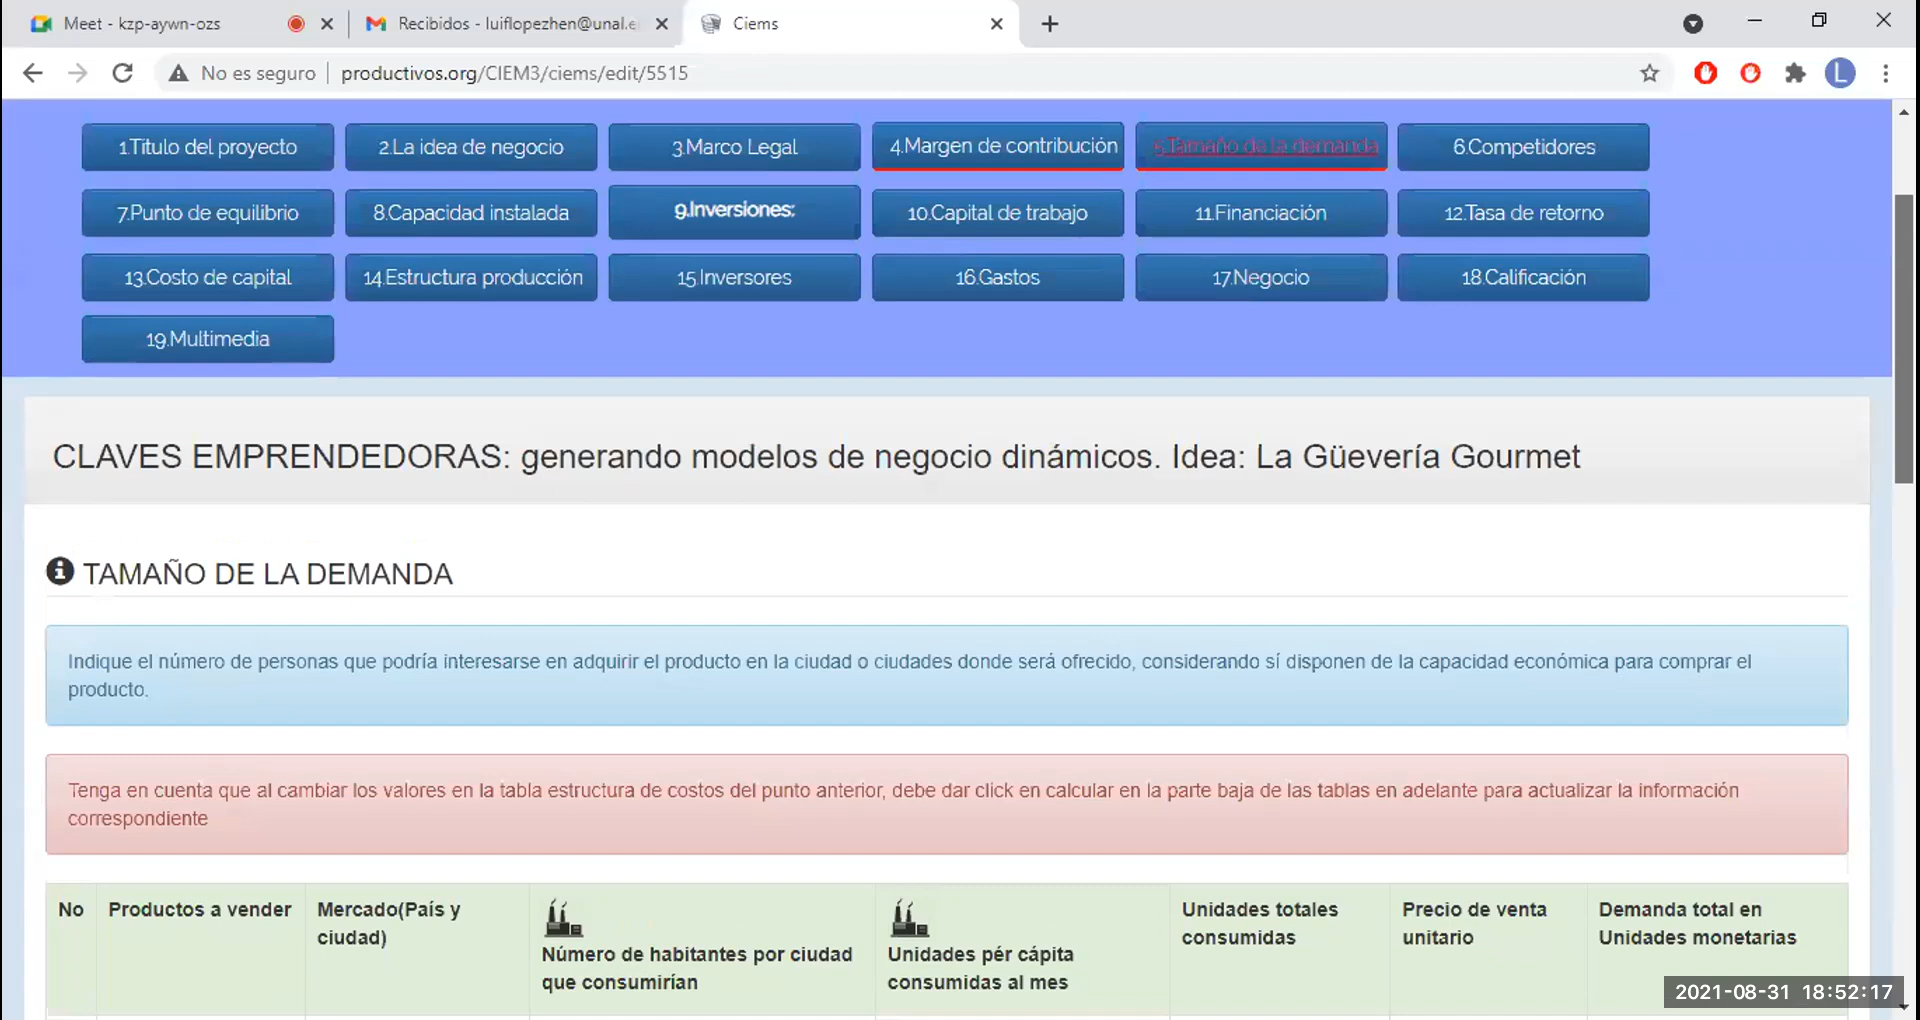 Meet - kzp-aywn-ozs
Recibidos - luiflopezhen@unal.e
Ciems
No es seguro
productivos.org/CIEM3/ciems/edit/5515
L
1.Título del proyecto
2.La idea de negocio
3.Marco Legal
4.Margen de contribución
5.Tamaño de la demanda
6.Competidores
7.Punto de equilibrio
8.Capacidad instalada
9.Inversiones:
10.Capital de trabajo
11.Financiación
12.Tasa de retorno
13.Costo de capital
14.Estructura producción
15.Inversores
16.Gastos
17.Negocio
18.Calificación
19.Multimedia
CLAVES EMPRENDEDORAS: generando modelos de negocio dinámicos. Idea: La Güevería Gourmet
TAMAÑO DE LA DEMANDA
Indique el número de personas que podría interesarse en adquirir el producto en la ciudad o ciudades donde será ofrecido, considerando sí disponen de la capacidad económica para comprar el
producto.
Tenga en cuenta que al cambiar los valores en la tabla estructura de costos del punto anterior, debe dar click en calcular en la parte baja de las tablas en adelante para actualizar la información
correspondiente
No
Productos a vender
Mercado(País y
ciudad)
Número de habitantes por ciudad
que consumirían
Unidades pér cápita
consumidas al mes
Unidades totales
consumidas
Precio de venta
unitario
Demanda total en
Unidades monetarias
2021-08-31 18:52:17